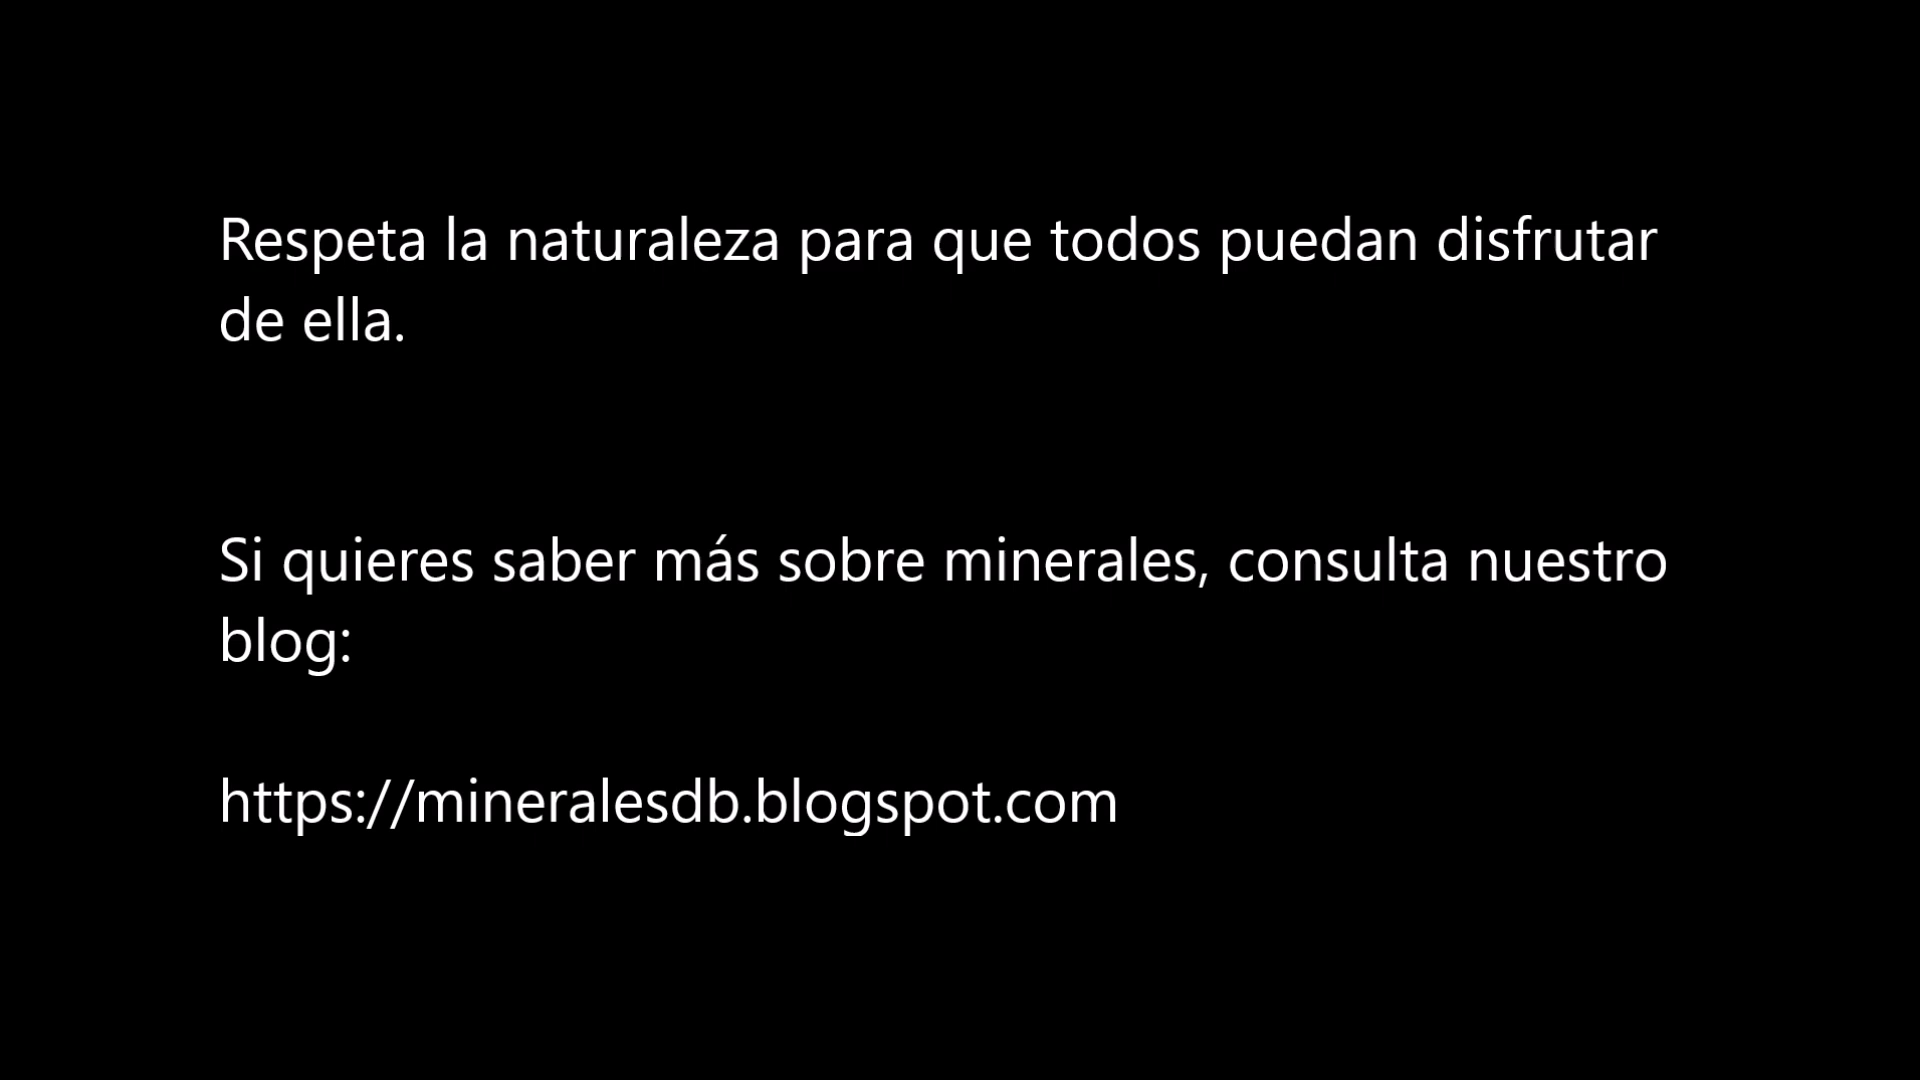 Respeta la naturaleza para que todos puedan disfrutar
de ella.
Si quieres saber más sobre minerales, consulta nuestro
blog:
https://mineralesdb.blogspot.com